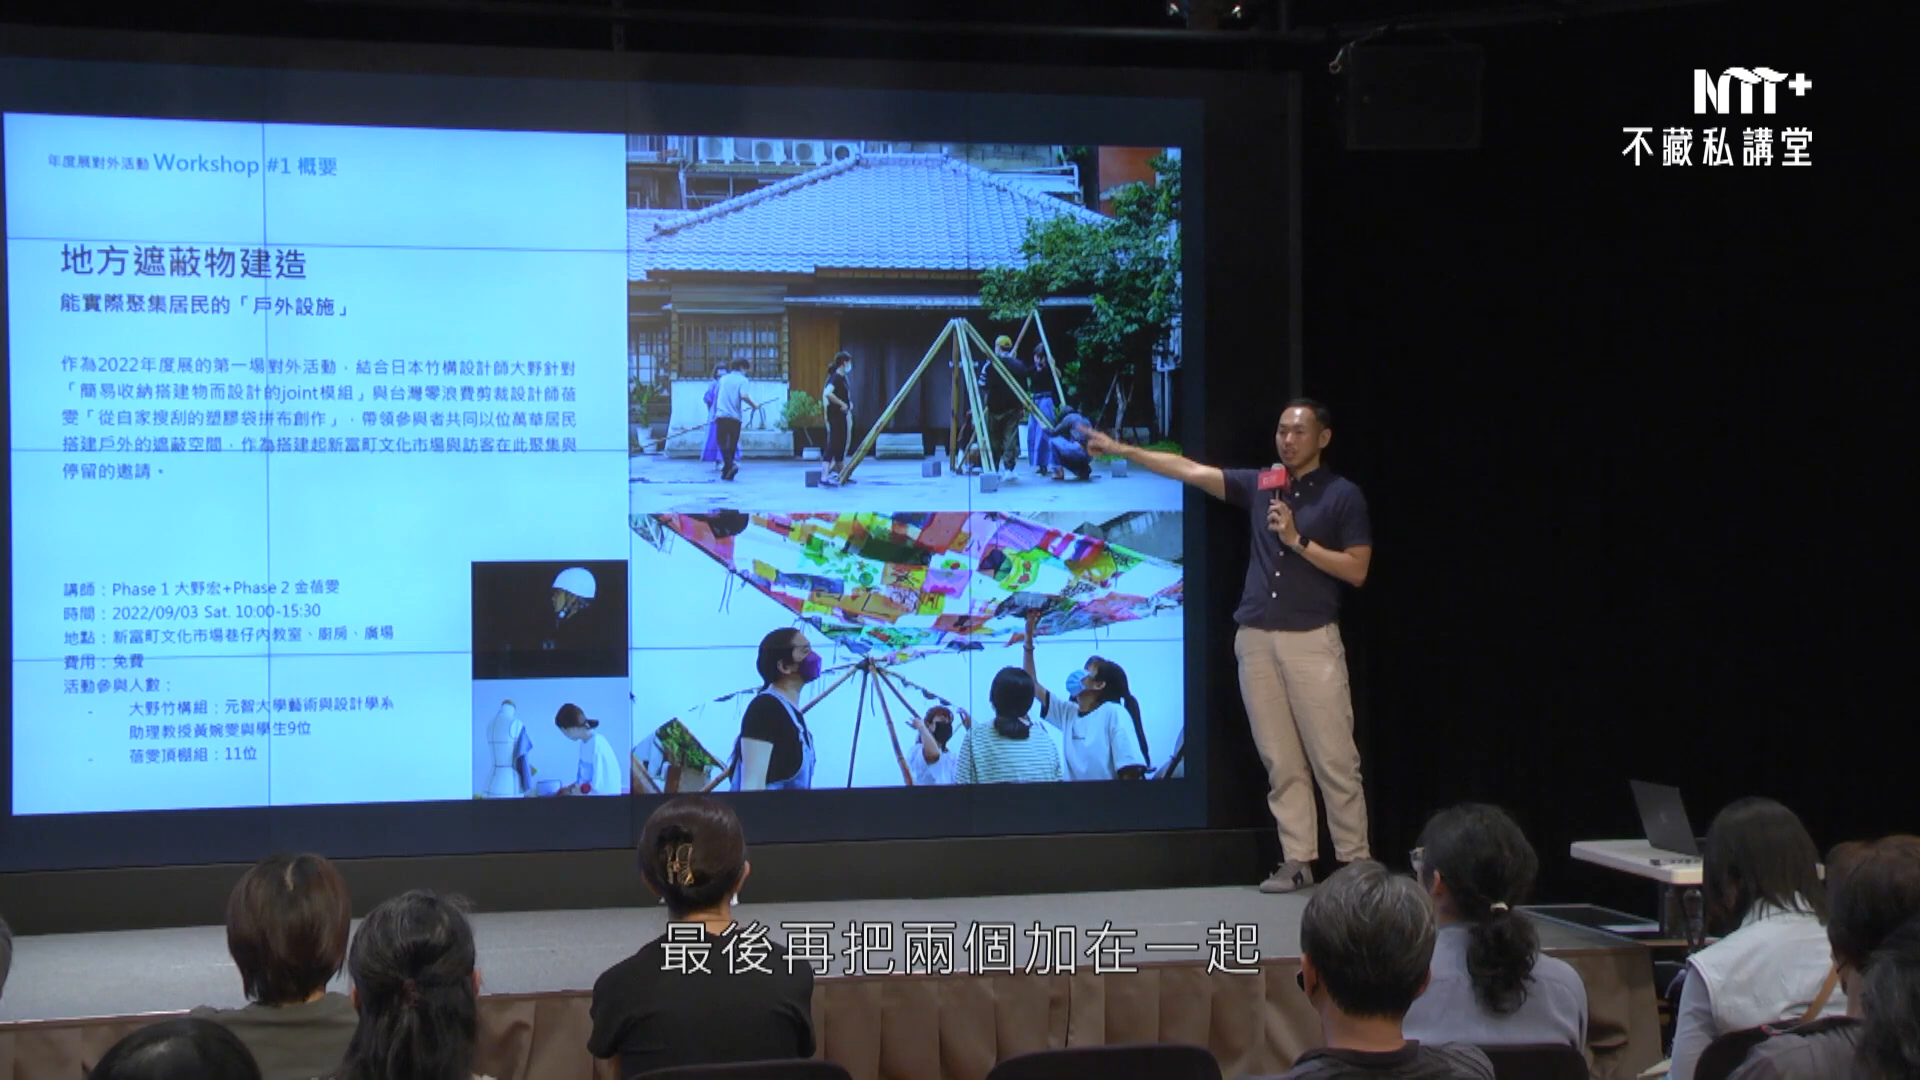 NTT+
不藏私講堂
年度展對外活動 Workshop #1 概要
地方遮蔽物建造
能實際聚集居民的「戶外設施」
作為2022年度展的第一場對外活動，結合日本竹構設計師大野針對
「簡易收納搭建物而設計的joint模組」與台灣零浪費剪裁設計師蓓
雯「從自家搜刮的塑膠袋拼布創作」，帶領參與者共同以位萬華居民
搭建戶外的遮蔽空間，作為搭建起新富町文化市場與訪客在此聚集與
停留的邀請。
講師：Phase 1 大野宏+Phase 2 金蓓雯
時間：2022/09/03 Sat. 10:00-15:30
地點：新富町文化市場巷仔內教室、廚房、廣場
費用：免費
活動參與人數：
- 大野竹構組：元智大學藝術與設計學系
助理教授黃婉雯與學生9位
- 蓓雯頂棚組：11位
最後再把兩個加在一起